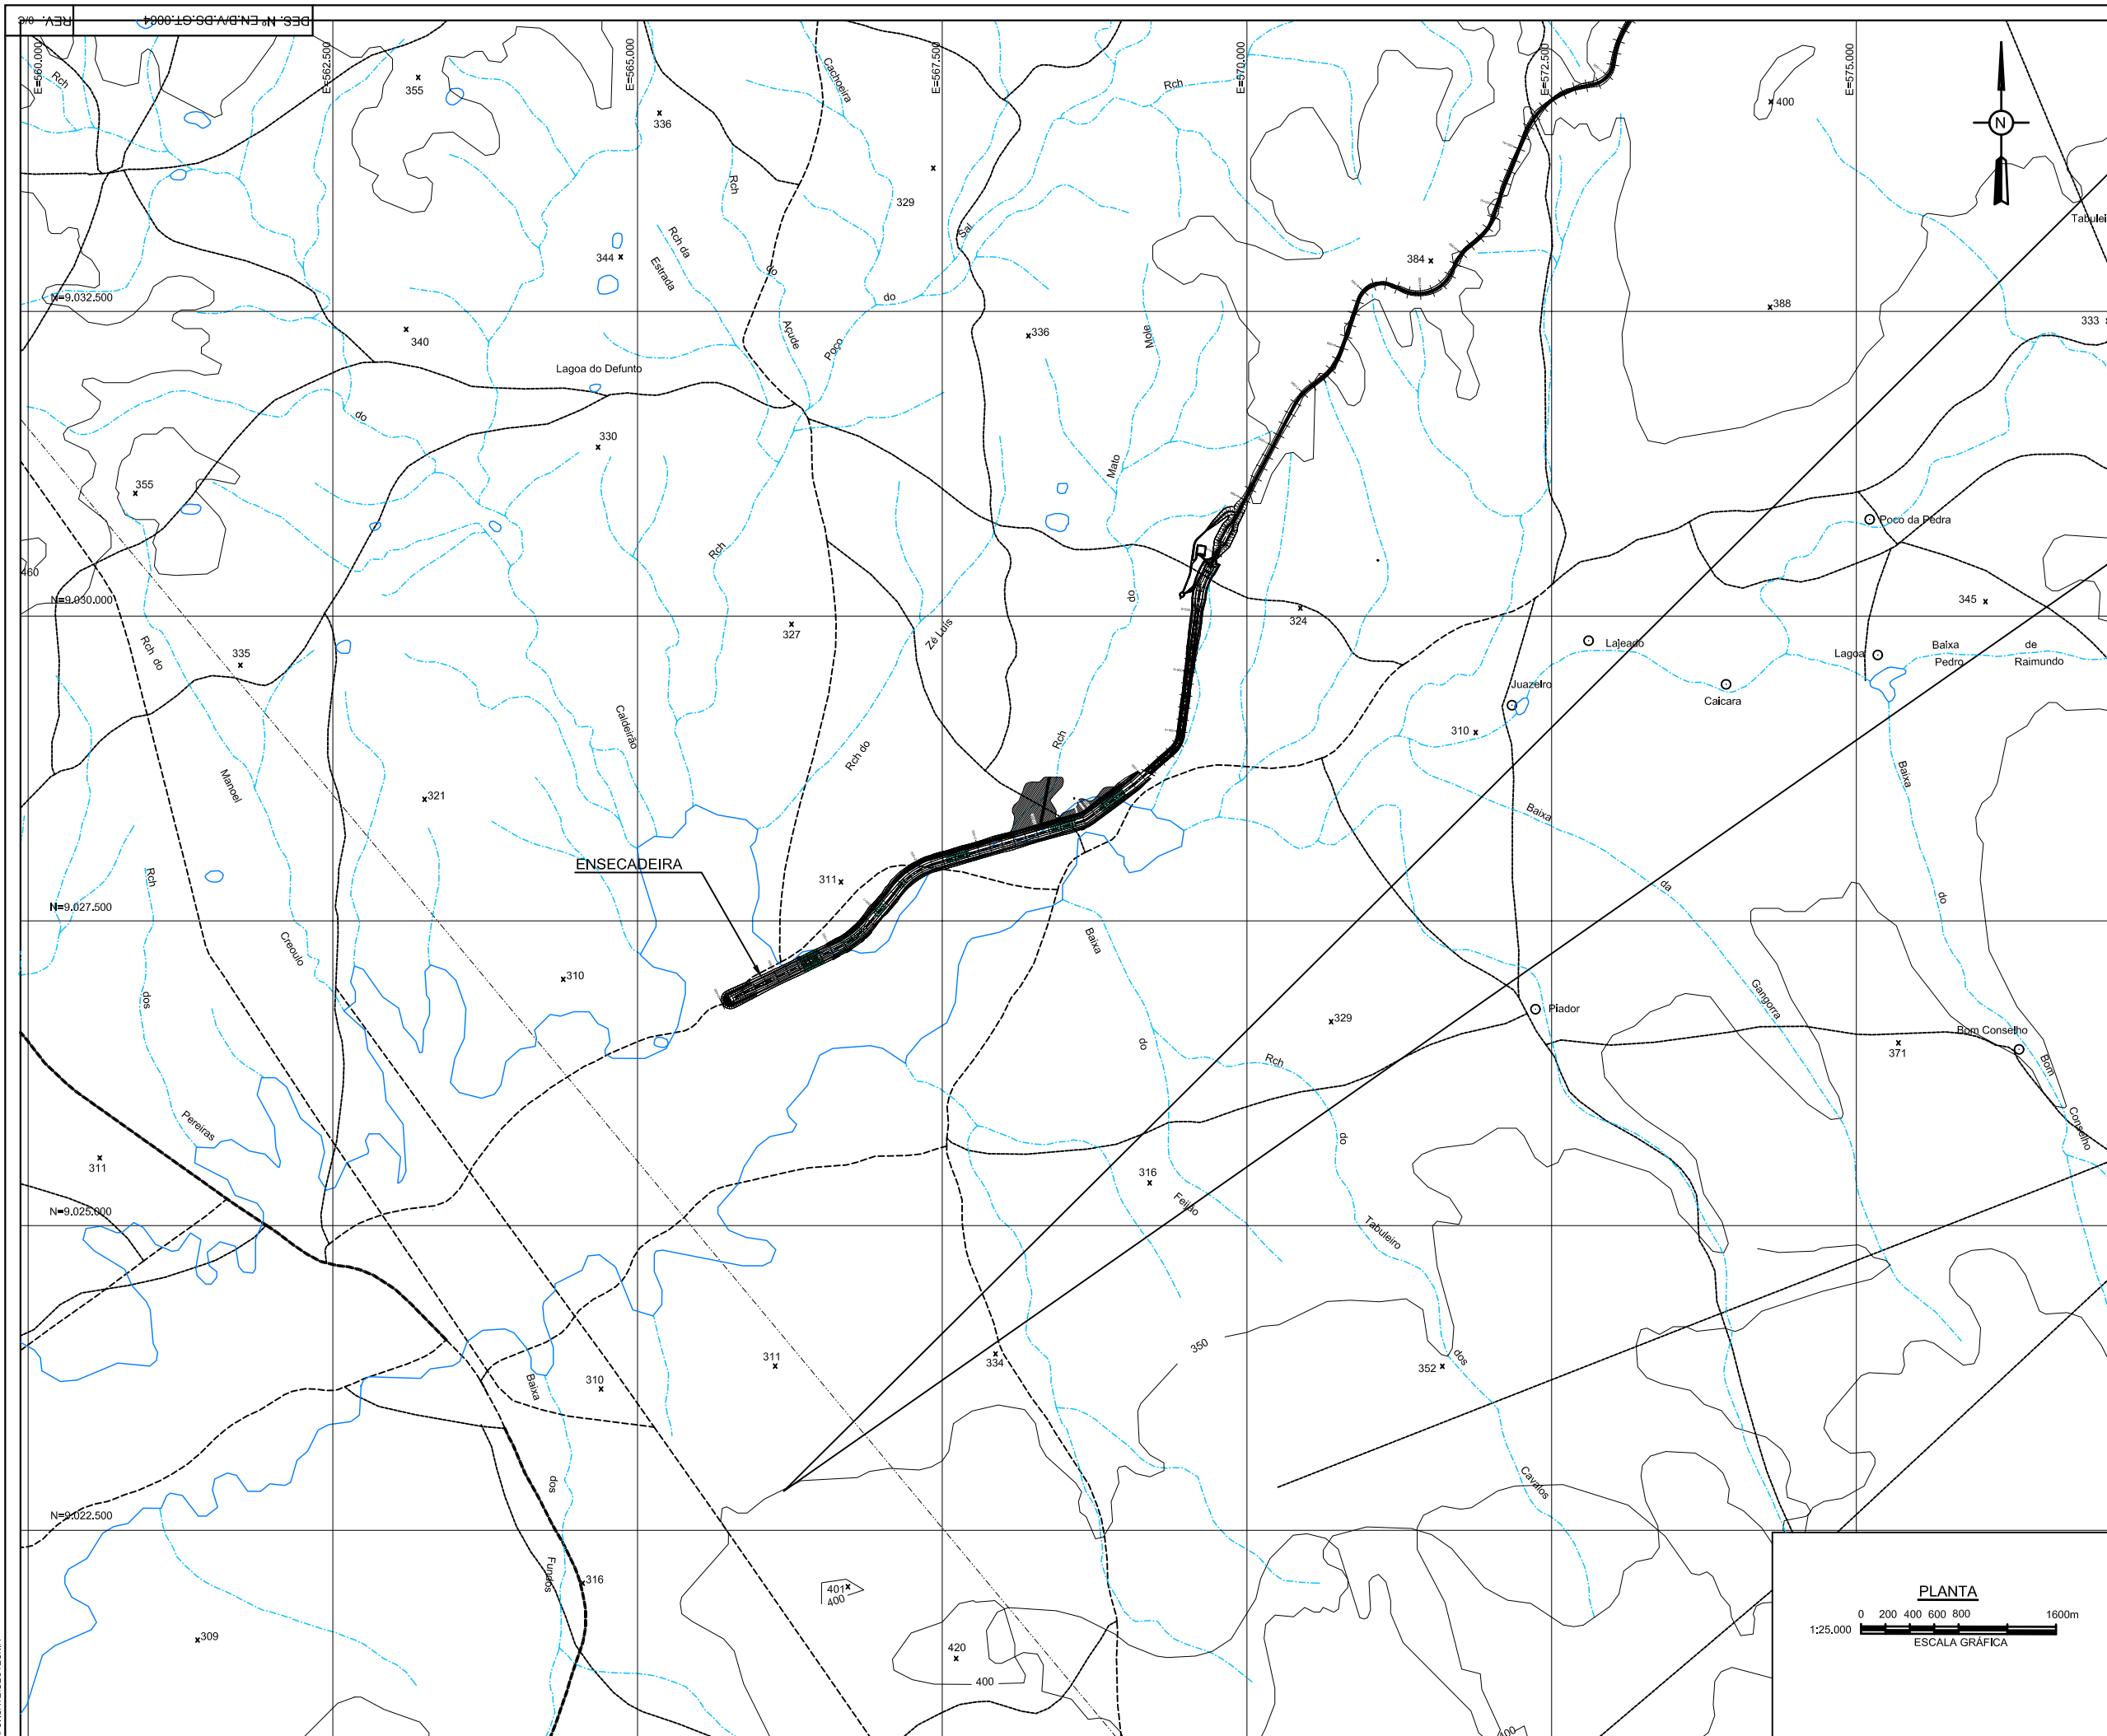 REV. 0/C
DES. Nº EN.B/V.DS.GT.0064
E=560.000
E=562.500
E=565.000
E=567.500
E=570.000
E=572.500
E=575.000
Rch
355
336
Cachoeira
Rch
400
N
Rch
329
Sal
Rch da
Estrada
344
do
do
384
Tabulei
N=9.032.500
388
333
340
Açude
Poço
336
Mole
Lagoa do Defunto
do
330
355
Mato
Rch
Poco da Pedra
460
N=9.030.000
do
345
327
324
Zé Luis
Rch do
335
Lajeado
Lagoa
Baixa
Pedro
de
Raimundo
Juazeiro
Caicara
Caldeirão
310
Rch
Rch do
Manoel
321
Baixa
Baixa
ENSECADEIRA
311
Rch
da
do
N=9.027.500
Creoulo
Baixa
310
dos
Gangorra
329
Piador
do
Bom Conselho
371
Rch
Bom
Pereiras
do
Conselho
311
316
Feijão
N=9.025.000
Tabuleiro
350
311
334
352
dos
310
Baixa
dos
Cavalos
N=9.022.500
Fundos
316
401
400
PLANTA
0 200 400 600 800 1600m
1:25.000
ESCALA GRÁFICA
309
420
400